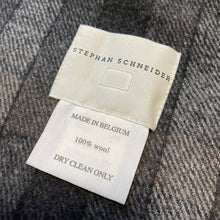 STEPHAN SCHNEIDER
MADE IN BELGIUM
100% wool
DRY CLEAN ONLY